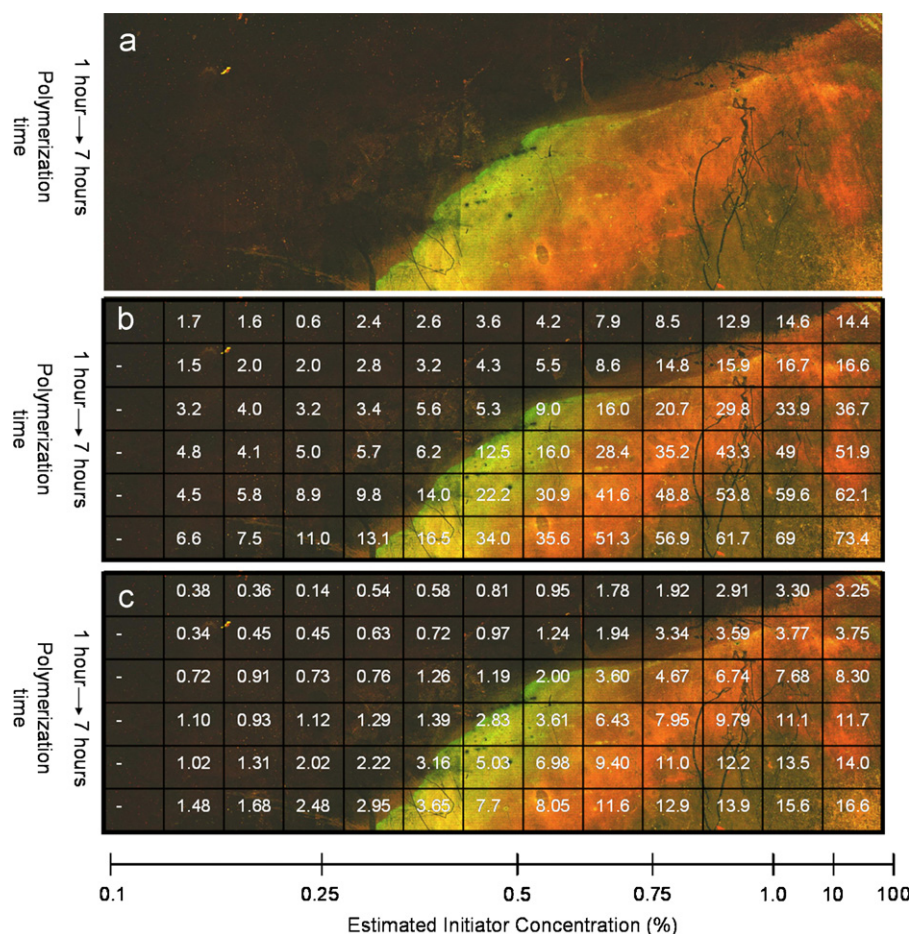 a
1 hour → 7 hours
Polymerization
time
b
1.7 1.6 0.6 2.4 2.6 3.6 4.2 7.9 8.5 12.9 14.6 14.4
- 1.5 2.0 2.0 2.8 3.2 4.3 5.5 8.6 14.8 15.9 16.7 16.6
- 3.2 4.0 3.2 3.4 5.6 5.3 9.0 16.0 20.7 29.8 33.9 36.7
- 4.8 4.1 5.0 5.7 6.2 12.5 16.0 28.4 35.2 43.3 49 51.9
- 4.5 5.8 8.9 9.8 14.0 22.2 30.9 41.6 48.8 53.8 59.6 62.1
- 6.6 7.5 11.0 13.1 16.5 34.0 35.6 51.3 56.9 61.7 69 73.4
1 hour → 7 hours
Polymerization
time
c
0.38 0.36 0.14 0.54 0.58 0.81 0.95 1.78 1.92 2.91 3.30 3.25
- 0.34 0.45 0.45 0.63 0.72 0.97 1.24 1.94 3.34 3.59 3.77 3.75
- 0.72 0.91 0.73 0.76 1.26 1.19 2.00 3.60 4.67 6.74 7.68 8.30
- 1.10 0.93 1.12 1.29 1.39 2.83 3.61 6.43 7.95 9.79 11.1 11.7
- 1.02 1.31 2.02 2.22 3.16 5.03 6.98 9.40 11.0 12.2 13.5 14.0
- 1.48 1.68 2.48 2.95 3.65 7.7 8.05 11.6 12.9 13.9 15.6 16.6
1 hour → 7 hours
Polymerization
time
0.1 0.25 0.5 0.75 1.0 10 100
Estimated Initiator Concentration (%)